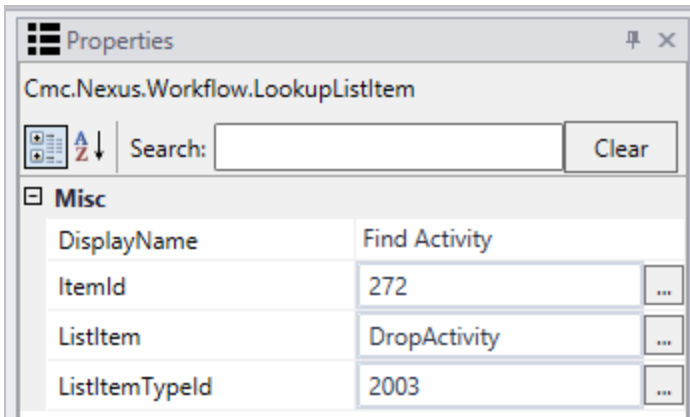 Properties
Cmc.Nexus.Workflow.LookupListItem
Search: Clear
Misc
DisplayName Find Activity
ItemId 272 ...
ListItem DropActivity ...
ListItemTypeId 2003 ...